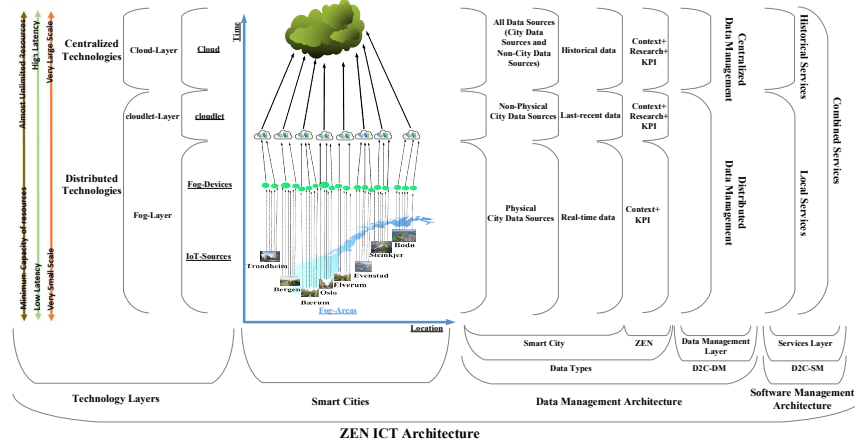 Almost Unlimited Resources
High Latency
Very Large Scale
Minimum Capacity of resources
Low Latency
Very Small Scale
Centralized
Technologies
Distributed
Technologies
Cloud-Layer
cloudlet-Layer
Fog-Layer
Cloud
cloudlet
Fog-Devices
IoT-Sources
Time
Trondheim
Bergen
Bærum
Oslo
Elverum
Evenstad
Steinkjer
Bodø
Fog-Areas
Location
All Data Sources
(City Data
Sources and
Non-City Data
Sources)
Historical data
Context+
Research+
KPI
Non-Physical
City Data Sources
Last-recent data
Context+
Research+
KPI
Physical
City Data Sources
Real-time data
Context+
KPI
Centralized
Data Management
Distributed
Data Management
Historical Services
Local Services
Combined Services
Smart City
ZEN
Data Management
Layer
Services Layer
Data Types
D2C-DM
D2C-SM
Technology Layers
Smart Cities
Data Management Architecture
Software Management
Architecture
ZEN ICT Architecture